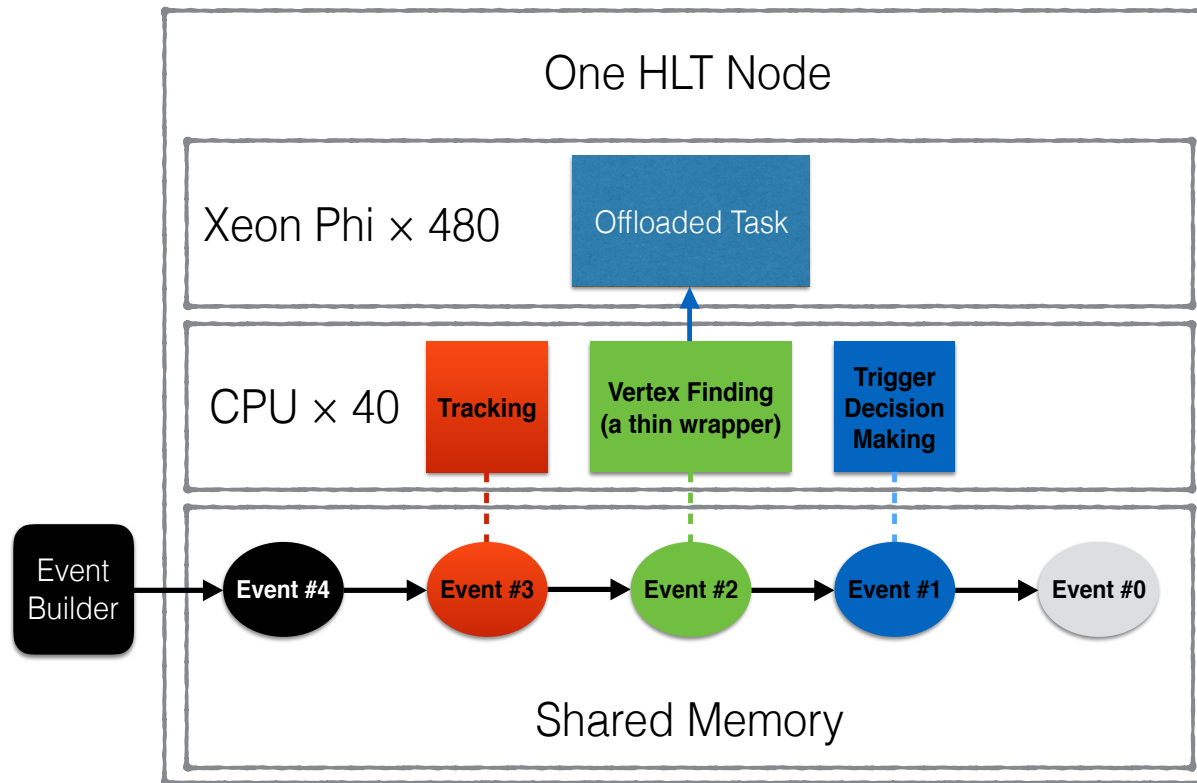 One HLT Node
Xeon Phi × 480
Offloaded Task
CPU × 40
Tracking
Vertex Finding
(a thin wrapper)
Trigger
Decision
Making
Event
Builder
Event #4
Event #3
Event #2
Event #1
Event #0
Shared Memory